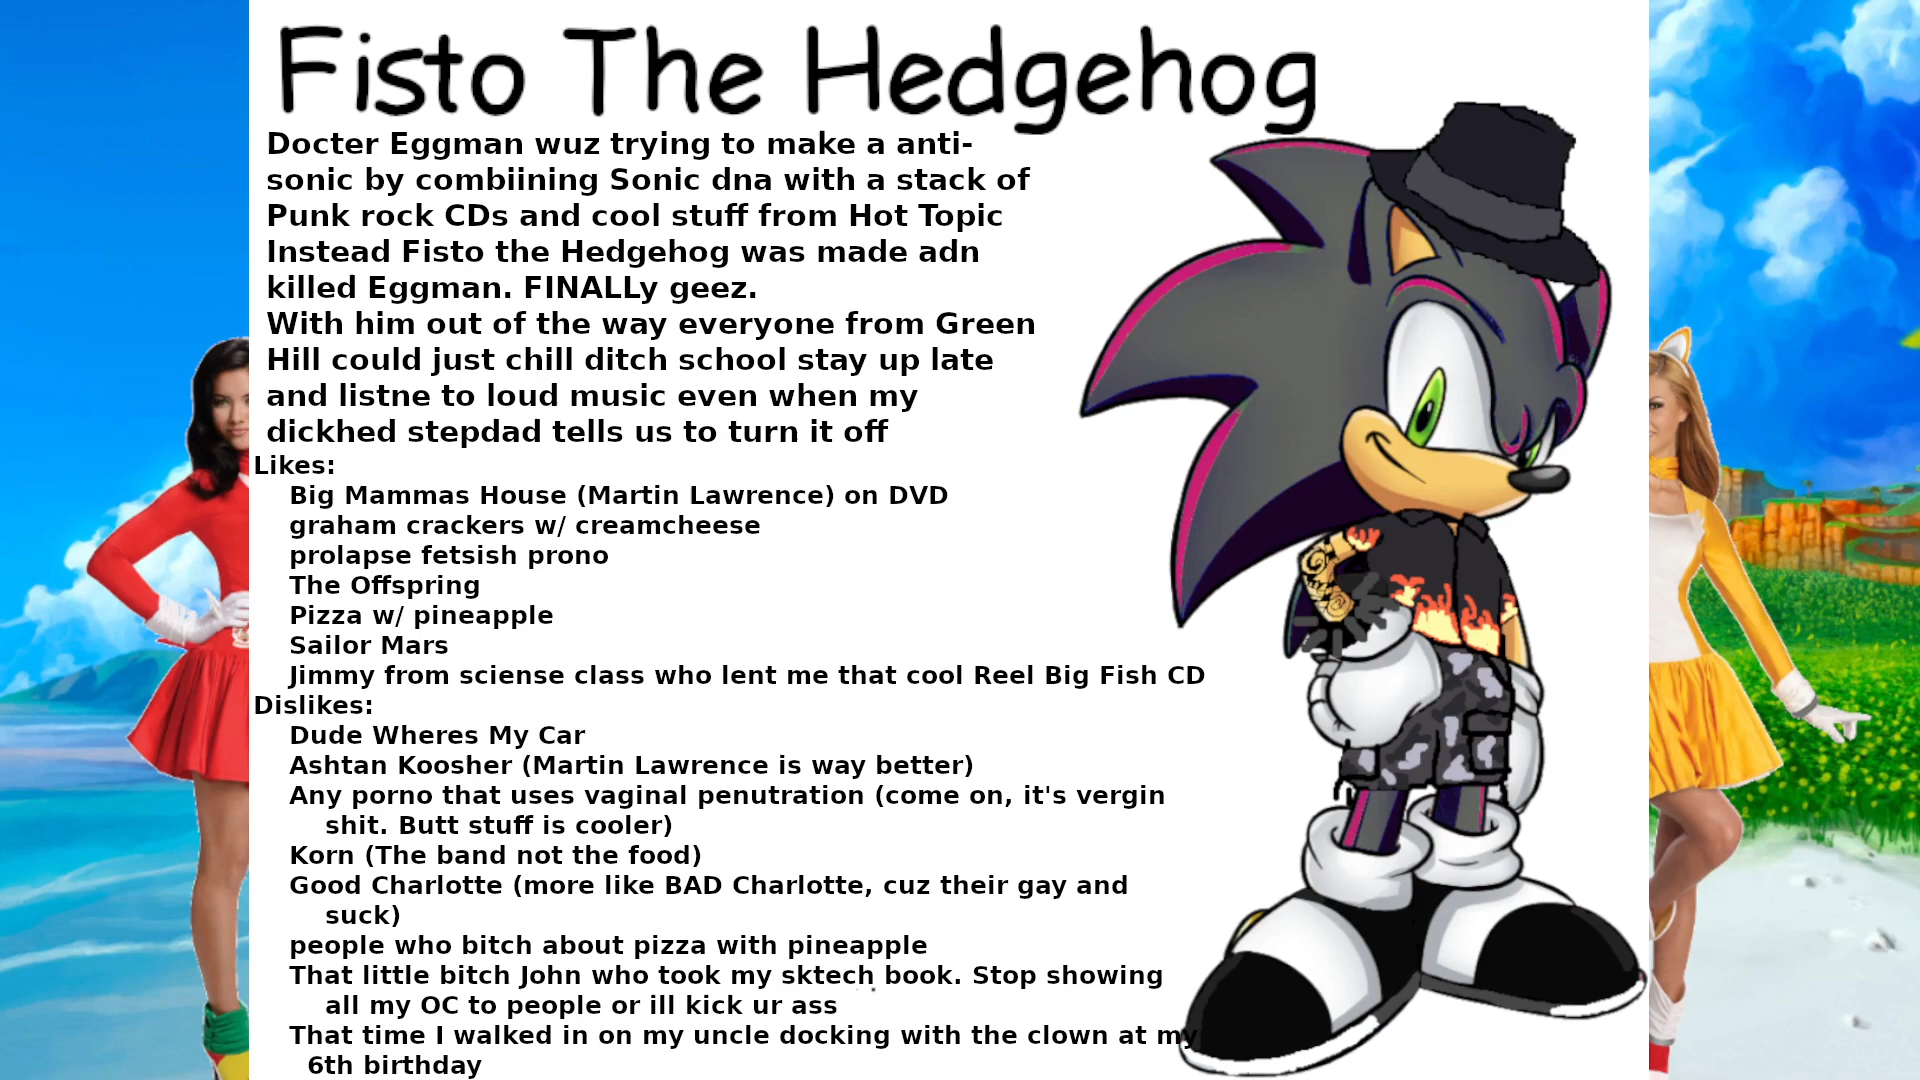 Fisto The Hedgehog
Docter Eggman wuz trying to make a anti-
sonic by combiining Sonic dna with a stack of
Punk rock CDs and cool stuff from Hot Topic
Instead Fisto the Hedgehog was made adn
killed Eggman. FINALLy geez.
With him out of the way everyone from Green
Hill could just chill ditch school stay up late
and listne to loud music even when my
dickhed stepdad tells us to turn it off
Likes:
Big Mammas House (Martin Lawrence) on DVD
graham crackers w/ creamcheese
prolapse fetsish prono
The Offspring
Pizza w/ pineapple
Sailor Mars
Jimmy from sciense class who lent me that cool Reel Big Fish CD
Dislikes:
Dude Wheres My Car
Ashtan Koosher (Martin Lawrence is way better)
Any porno that uses vaginal penutration (come on, it's vergin
shit. Butt stuff is cooler)
Korn (The band not the food)
Good Charlotte (more like BAD Charlotte, cuz their gay and
suck)
people who bitch about pizza with pineapple
That little bitch John who took my sktech book. Stop showing
all my OC to people or ill kick ur ass
That time I walked in on my uncle docking with the clown at my
6th birthday